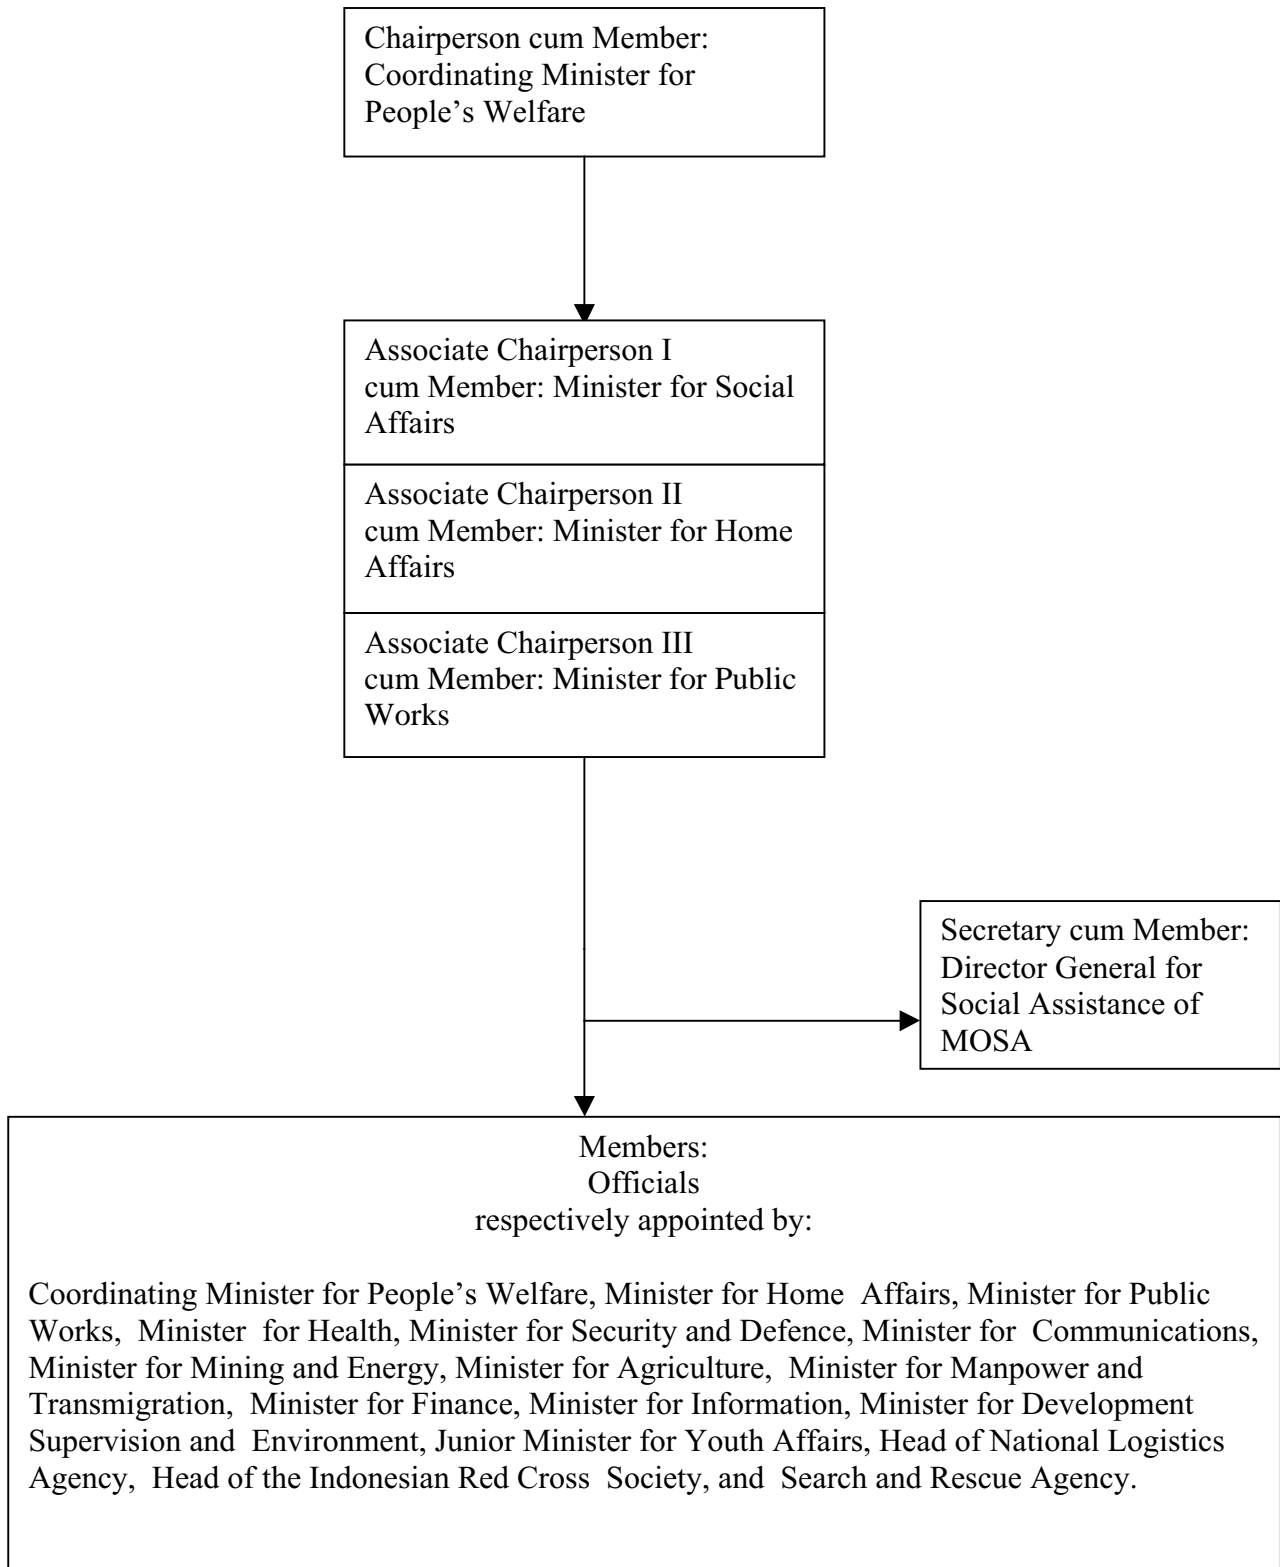 Chairperson cum Member:
Coordinating Minister for
People’s Welfare
Associate Chairperson I
cum Member: Minister for Social
Affairs
Associate Chairperson II
cum Member: Minister for Home
Affairs
Associate Chairperson III
cum Member: Minister for Public
Works
Secretary cum Member:
Director General for
Social Assistance of
MOSA
Members:
Officials
respectively appointed by:
Coordinating Minister for People’s Welfare, Minister for Home Affairs, Minister for Public
Works, Minister for Health, Minister for Security and Defence, Minister for Communications,
Minister for Mining and Energy, Minister for Agriculture, Minister for Manpower and
Transmigration, Minister for Finance, Minister for Information, Minister for Development
Supervision and Environment, Junior Minister for Youth Affairs, Head of National Logistics
Agency, Head of the Indonesian Red Cross Society, and Search and Rescue Agency.